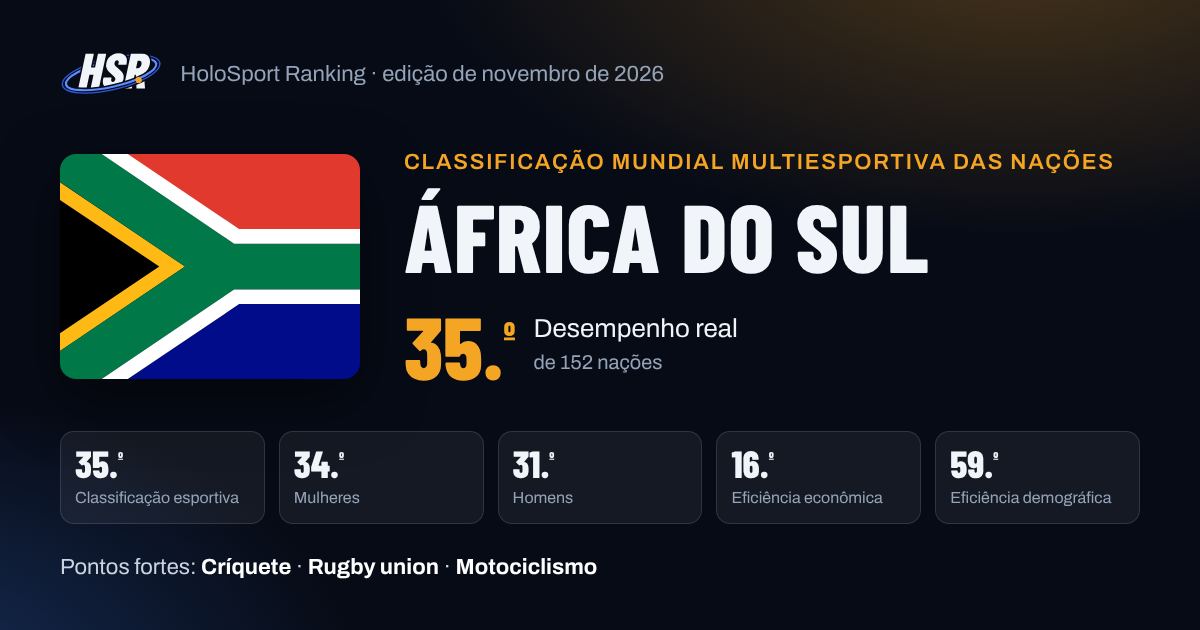 HSR
HoloSport Ranking · edição de novembro de 2026
CLASSIFICAÇÃO MUNDIAL MULTIESPORTIVA DAS NAÇÕES
ÁFRICA DO SUL
35.º
Desempenho real
de 152 nações
35.º
Classificação esportiva
34.º
Mulheres
31.º
Homens
16.º
Eficiência econômica
59.º
Eficiência demográfica
Pontos fortes: Críquete · Rugby union · Motociclismo